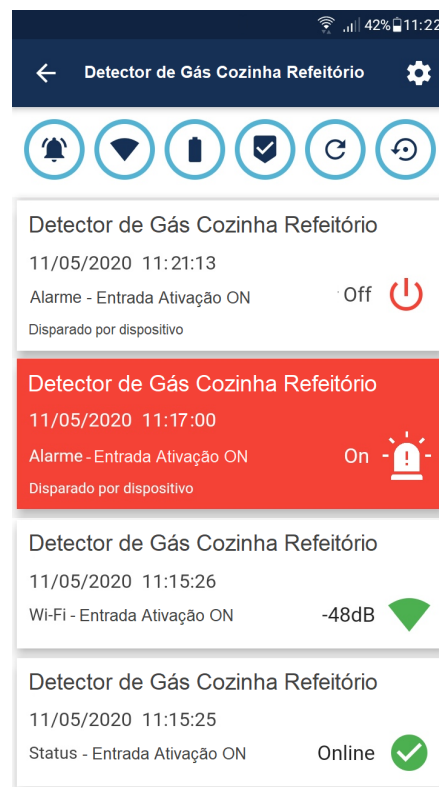 42% 11:22
Detector de Gás Cozinha Refeitório
Detector de Gás Cozinha Refeitório
11/05/2020 11:21:13
Alarme - Entrada Ativação ON Off
Disparado por dispositivo
Detector de Gás Cozinha Refeitório
11/05/2020 11:17:00
Alarme - Entrada Ativação ON On
Disparado por dispositivo
Detector de Gás Cozinha Refeitório
11/05/2020 11:15:26
Wi-Fi - Entrada Ativação ON -48dB
Detector de Gás Cozinha Refeitório
11/05/2020 11:15:25
Status - Entrada Ativação ON Online